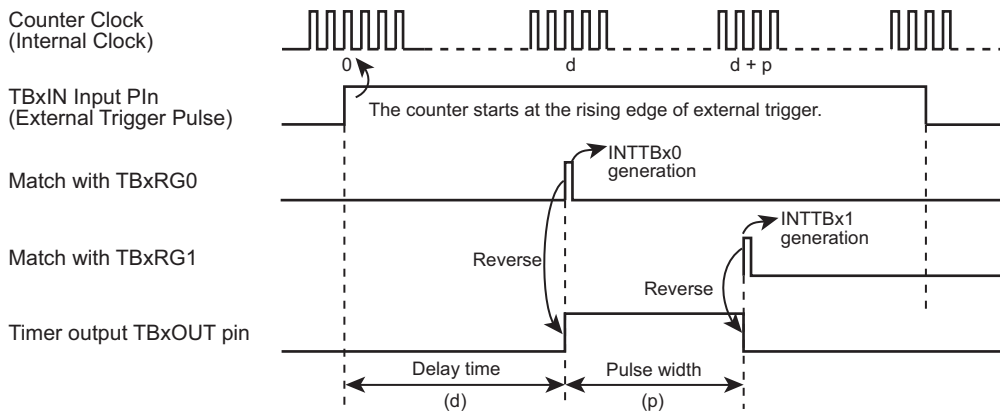 Counter Clock
(Internal Clock)
0
d
d + p
TBxIN Input PIn
(External Trigger Pulse)
The counter starts at the rising edge of external trigger.
INTTBx0
generation
Match with TBxRG0
INTTBx1
generation
Match with TBxRG1
Reverse
Reverse
Timer output TBxOUT pin
Delay time
(d)
Pulse width
(p)